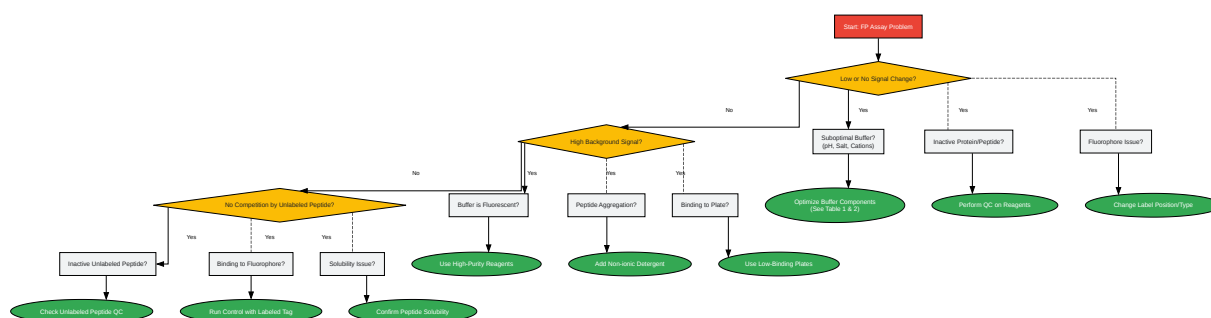 Start: FP Assay Problem
Low or No Signal Change?
No
Yes
Yes
Yes
High Background Signal?
Suboptimal Buffer?
(pH, Salt, Cations)
Inactive Protein/Peptide?
Fluorophore Issue?
No
Yes
Yes
Yes
No Competition by Unlabeled Peptide?
Buffer is Fluorescent?
Peptide Aggregation?
Binding to Plate?
Optimize Buffer Components
(See Table 1 & 2)
Perform QC on Reagents
Change Label Position/Type
Yes
Yes
Yes
Inactive Unlabeled Peptide?
Binding to Fluorophore?
Solubility Issue?
Use High-Purity Reagents
Add Non-ionic Detergent
Use Low-Binding Plates
Check Unlabeled Peptide QC
Run Control with Labeled Tag
Confirm Peptide Solubility